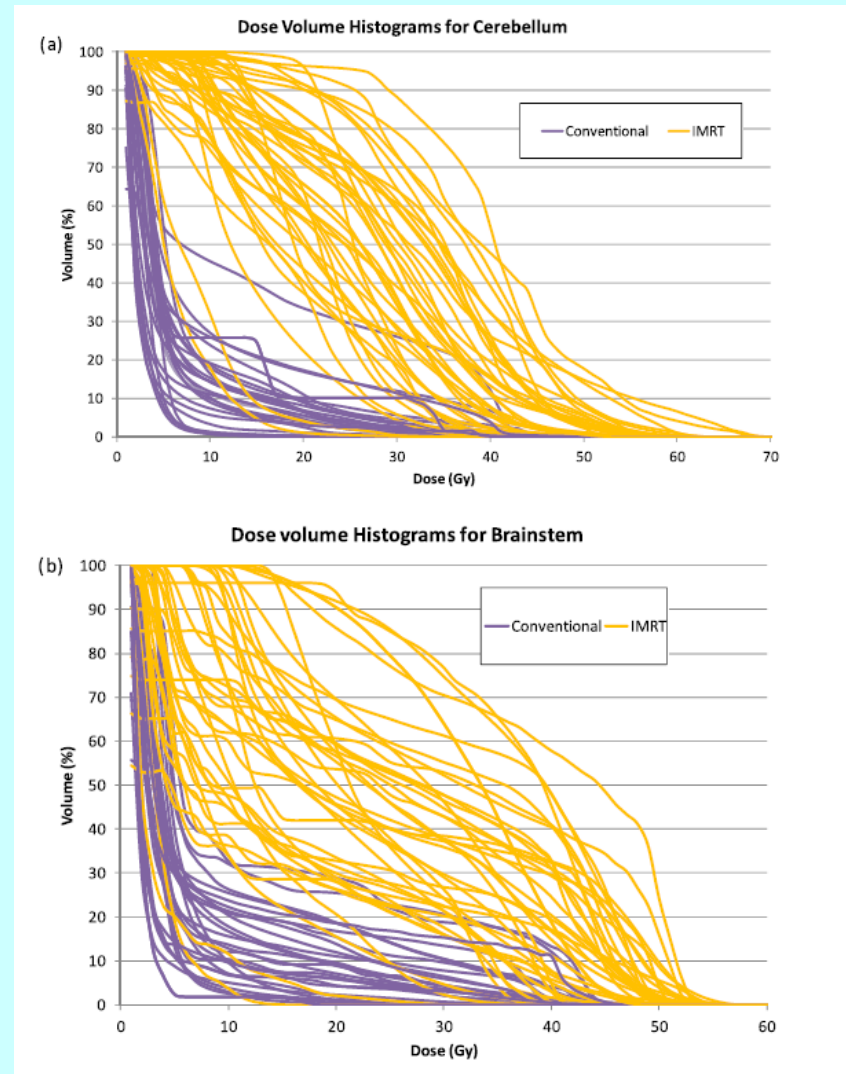 Dose Volume Histograms for Cerebellum
(a)
100
90
80
70
60
50
40
30
20
10
0
Volume (%)
Conventional IMRT
0 10 20 30 40 50 60 70
Dose (Gy)
Dose volume Histograms for Brainstem
(b)
100
90
80
70
60
50
40
30
20
10
0
Volume (%)
Conventional IMRT
0 10 20 30 40 50 60
Dose (Gy)